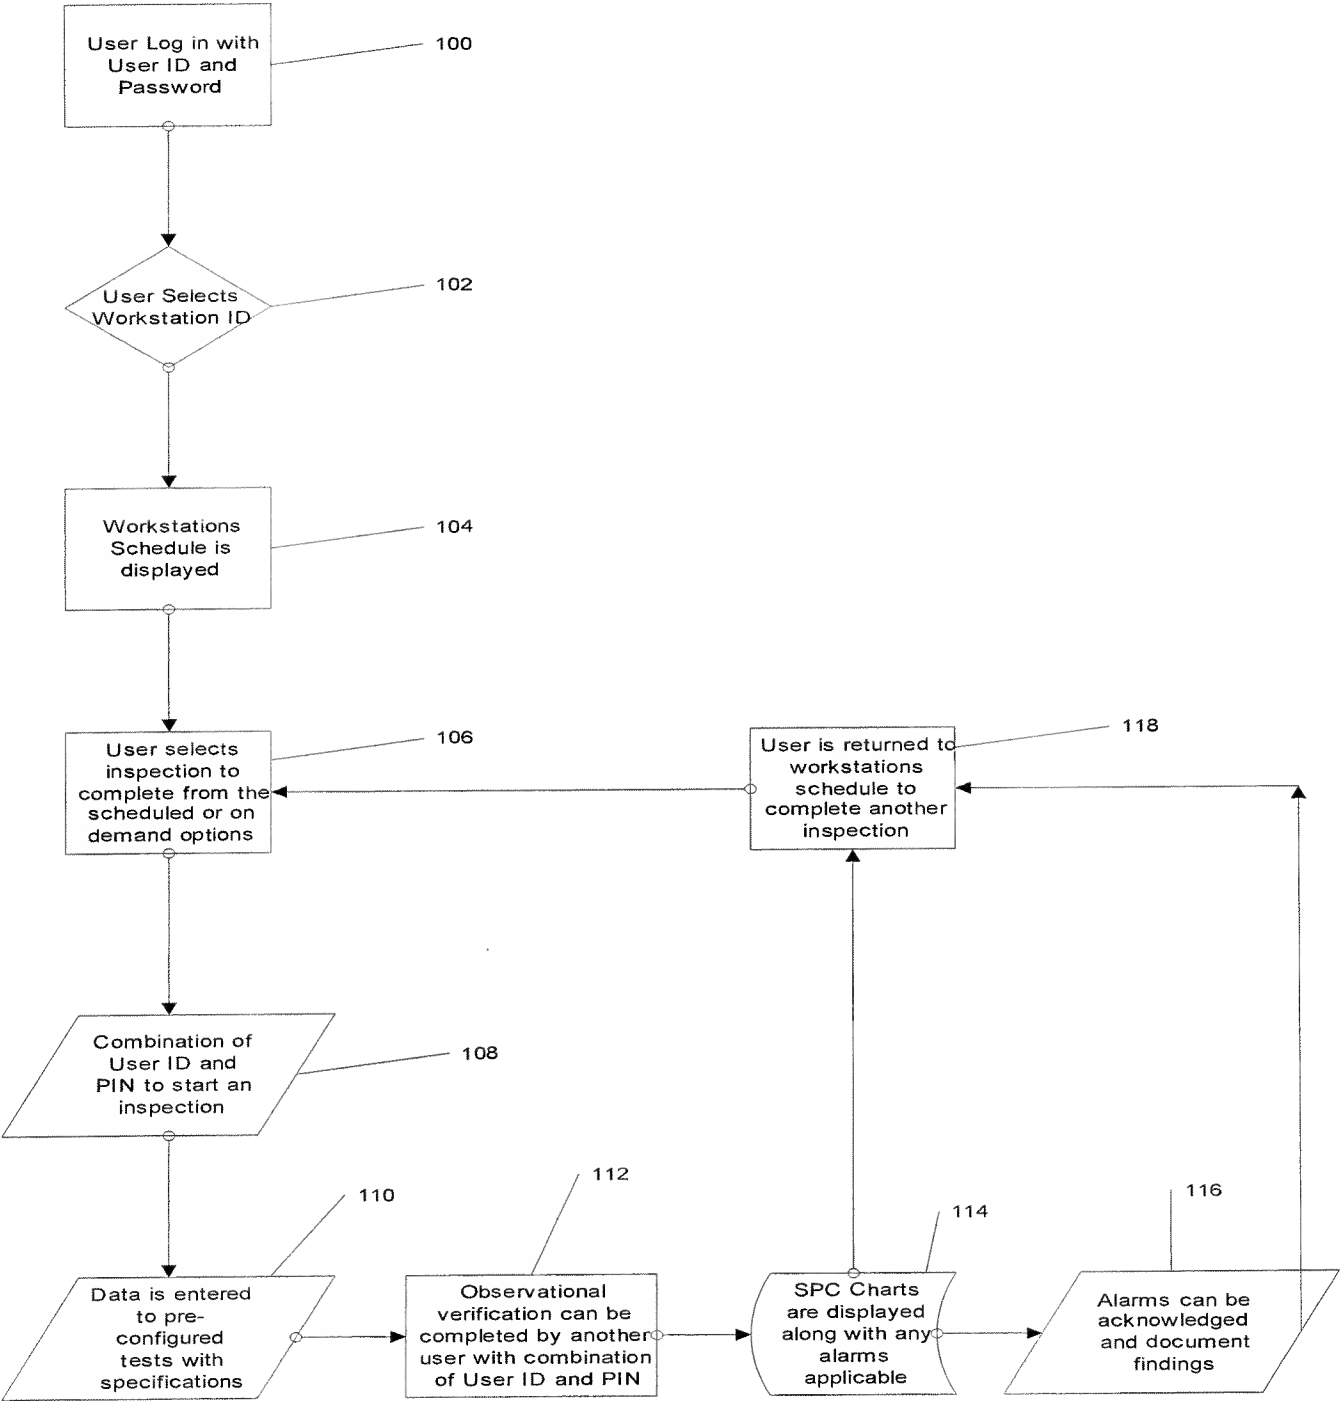 User Log in with
User ID and
Password
100
User Selects
Workstation ID
102
Workstations
Schedule is
displayed
104
User selects
inspection to
complete from the
scheduled or on
demand options
106
User is returned to
workstations
schedule to
complete another
inspection
118
Combination of
User ID and
PIN to start an
inspection
108
Data is entered
to pre-
configured
tests with
specifications
110
Observational
verification can be
completed by another
user with combination
of User ID and PIN
112
SPC Charts
are displayed
along with any
alarms
applicable
114
Alarms can be
acknowledged
and document
findings
116